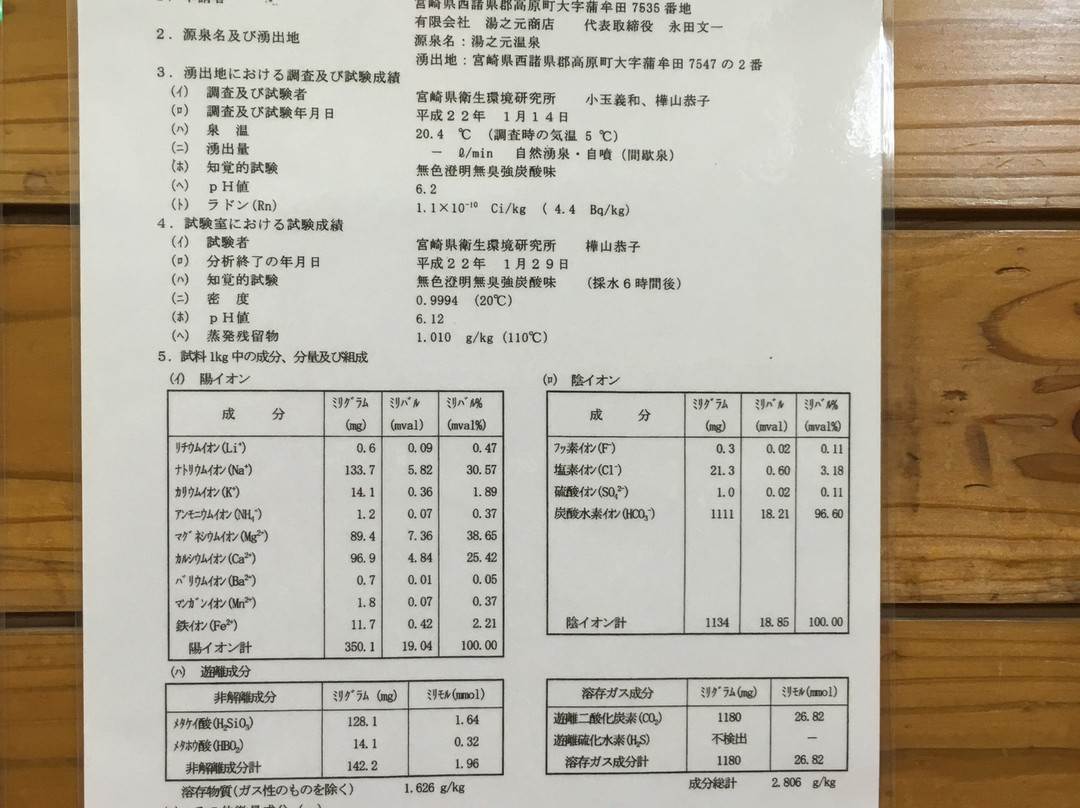 宮崎県西諸県郡高原町大字蒲牟田 7535 番地
有限会社 湯之元商店 代表取締役 永田文一
2. 源泉名及び湧出地
源泉名：湯之元温泉
湧出地：宮崎県西諸県郡高原町大字蒲牟田 7547 の 2 番
3. 湧出地における調査及び試験成績
(ｲ) 調査及び試験者 宮崎県衛生環境研究所 小玉義和、樺山恭子
(ﾛ) 調査及び試験年月日 平成２２年 １月１４日
(ﾊ) 泉 温 20.4 ℃ (調査時の気温 5 ℃)
(ﾆ) 湧出量 － ℓ/min 自然湧泉・自噴 (間歇泉)
(ﾎ) 知覚的試験 無色澄明無臭強炭酸味
(ﾍ) ｐＨ値 6.2
(ﾄ) ラドン(Rn) 1.1×10⁻¹⁰ Ci/kg ( 4.4 Bq/kg)
4. 試験室における試験成績
(ｲ) 試験者 宮崎県衛生環境研究所 樺山恭子
(ﾛ) 分析終了の年月日 平成２２年 １月２９日
(ﾊ) 知覚的試験 無色澄明無臭強炭酸味 (採水６時間後)
(ﾆ) 密 度 0.9994 (20℃)
(ﾎ) ｐＨ値 6.12
(ﾍ) 蒸発残留物 1.010 g/kg (110℃)
5. 試料 1kg 中の成分、分量及び組成
(ｲ) 陽イオン
成 分 ﾐﾘｸﾞﾗﾑ (mg) ﾐﾘﾊﾞﾙ (mval) ﾐﾘﾊﾞﾙ% (mval%)
ﾘﾁｳﾑｲｵﾝ(Li⁺) 0.6 0.09 0.47
ﾅﾄﾘｳﾑｲｵﾝ(Na⁺) 133.7 5.82 30.57
ｶﾘｳﾑｲｵﾝ(K⁺) 14.1 0.36 1.89
ｱﾝﾓﾆｳﾑｲｵﾝ(NH₄⁺) 1.2 0.07 0.37
ﾏｸﾞﾈｼｳﾑｲｵﾝ(Mg²⁺) 89.4 7.36 38.65
ｶﾙｼｳﾑｲｵﾝ(Ca²⁺) 96.9 4.84 25.42
ﾊﾞﾘｳﾑｲｵﾝ(Ba²⁺) 0.7 0.01 0.05
ﾏﾝｶﾞﾝｲｵﾝ(Mn²⁺) 1.8 0.07 0.37
鉄ｲｵﾝ(Fe²⁺) 11.7 0.42 2.21
陽イオン計 350.1 19.04 100.00
(ﾛ) 陰イオン
成 分 ﾐﾘｸﾞﾗﾑ (mg) ﾐﾘﾊﾞﾙ (mval) ﾐﾘﾊﾞﾙ% (mval%)
ﾌｯ素ｲｵﾝ(F⁻) 0.3 0.02 0.11
塩素ｲｵﾝ(Cl⁻) 21.3 0.60 3.18
硫酸ｲｵﾝ(SO₄²⁻) 1.0 0.02 0.11
炭酸水素ｲｵﾝ(HCO₃⁻) 1111 18.21 96.60
陰イオン計 1134 18.85 100.00
(ﾊ) 遊離成分
非解離成分 ﾐﾘｸﾞﾗﾑ (mg) ﾐﾘﾓﾙ(mmol)
ﾒﾀｹｲ酸(H₂SiO₃) 128.1 1.64
ﾒﾀﾎｳ酸(HBO₂) 14.1 0.32
非解離成分計 142.2 1.96
溶存物質(ガス性のものを除く) 1.626 g/kg
溶存ガス成分 ﾐﾘｸﾞﾗﾑ(mg) ﾐﾘﾓﾙ(mmol)
遊離二酸化炭素(CO₂) 1180 26.82
遊離硫化水素(H₂S) 不検出 －
溶存ガス成分計 1180 26.82
成分総計 2.806 g/kg